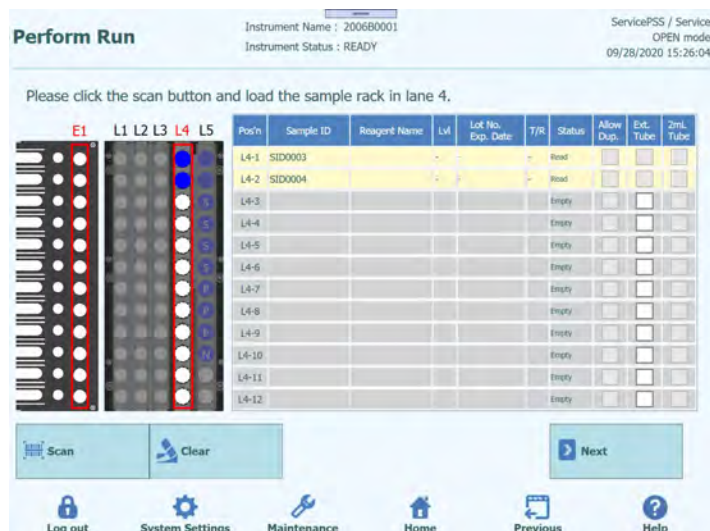 Perform Run
Instrument Name : 2006B0001
Instrument Status : READY
ServicePSS / Service
OPEN mode
09/28/2020 15:26:04
Please click the scan button and load the sample rack in lane 4.
E1 L1 L2 L3 L4 L5
Pos'n Sample ID Reagent Name Lvl Lot No. Exp. Date T/R Status Allow Dup. Ext. Tube 2mL Tube
L4-1 SID0003 - - - Read
L4-2 SID0004 - - - Read
L4-3 Empty
L4-4 Empty
L4-5 Empty
L4-6 Empty
L4-7 Empty
L4-8 Empty
L4-9 Empty
L4-10 Empty
L4-11 Empty
L4-12 Empty
S
S
S
S
P
P
P
N
Scan
Clear
Next
Log out
System Settings
Maintenance
Home
Previous
Help